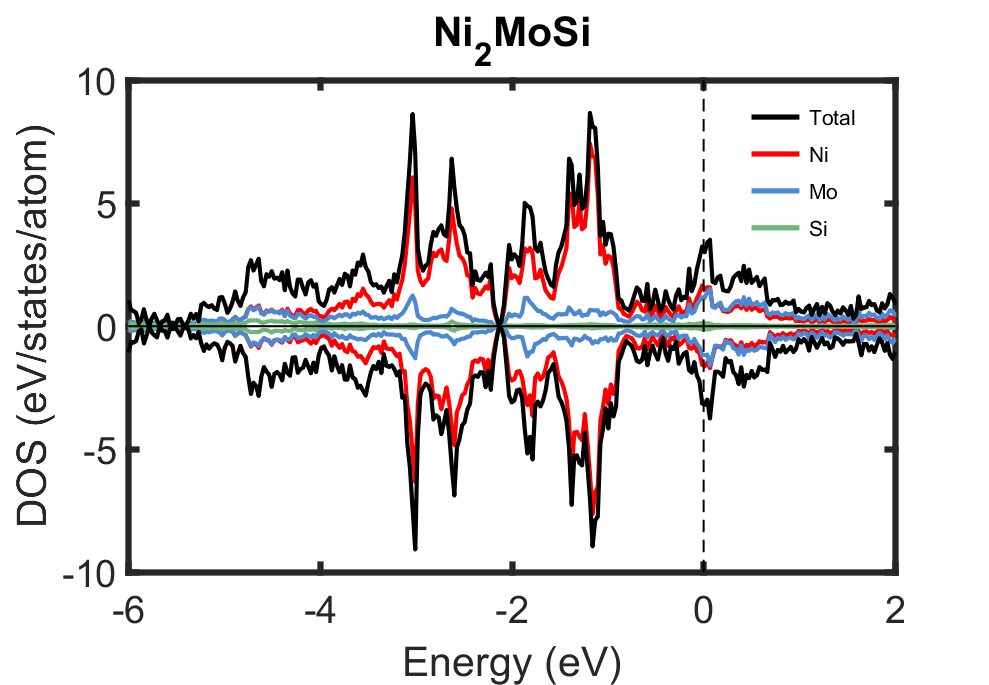 Ni2MoSi
10
5
0
-5
-10
DOS (eV/states/atom)
Total
Ni
Mo
Si
-6 -4 -2 0 2
Energy (eV)